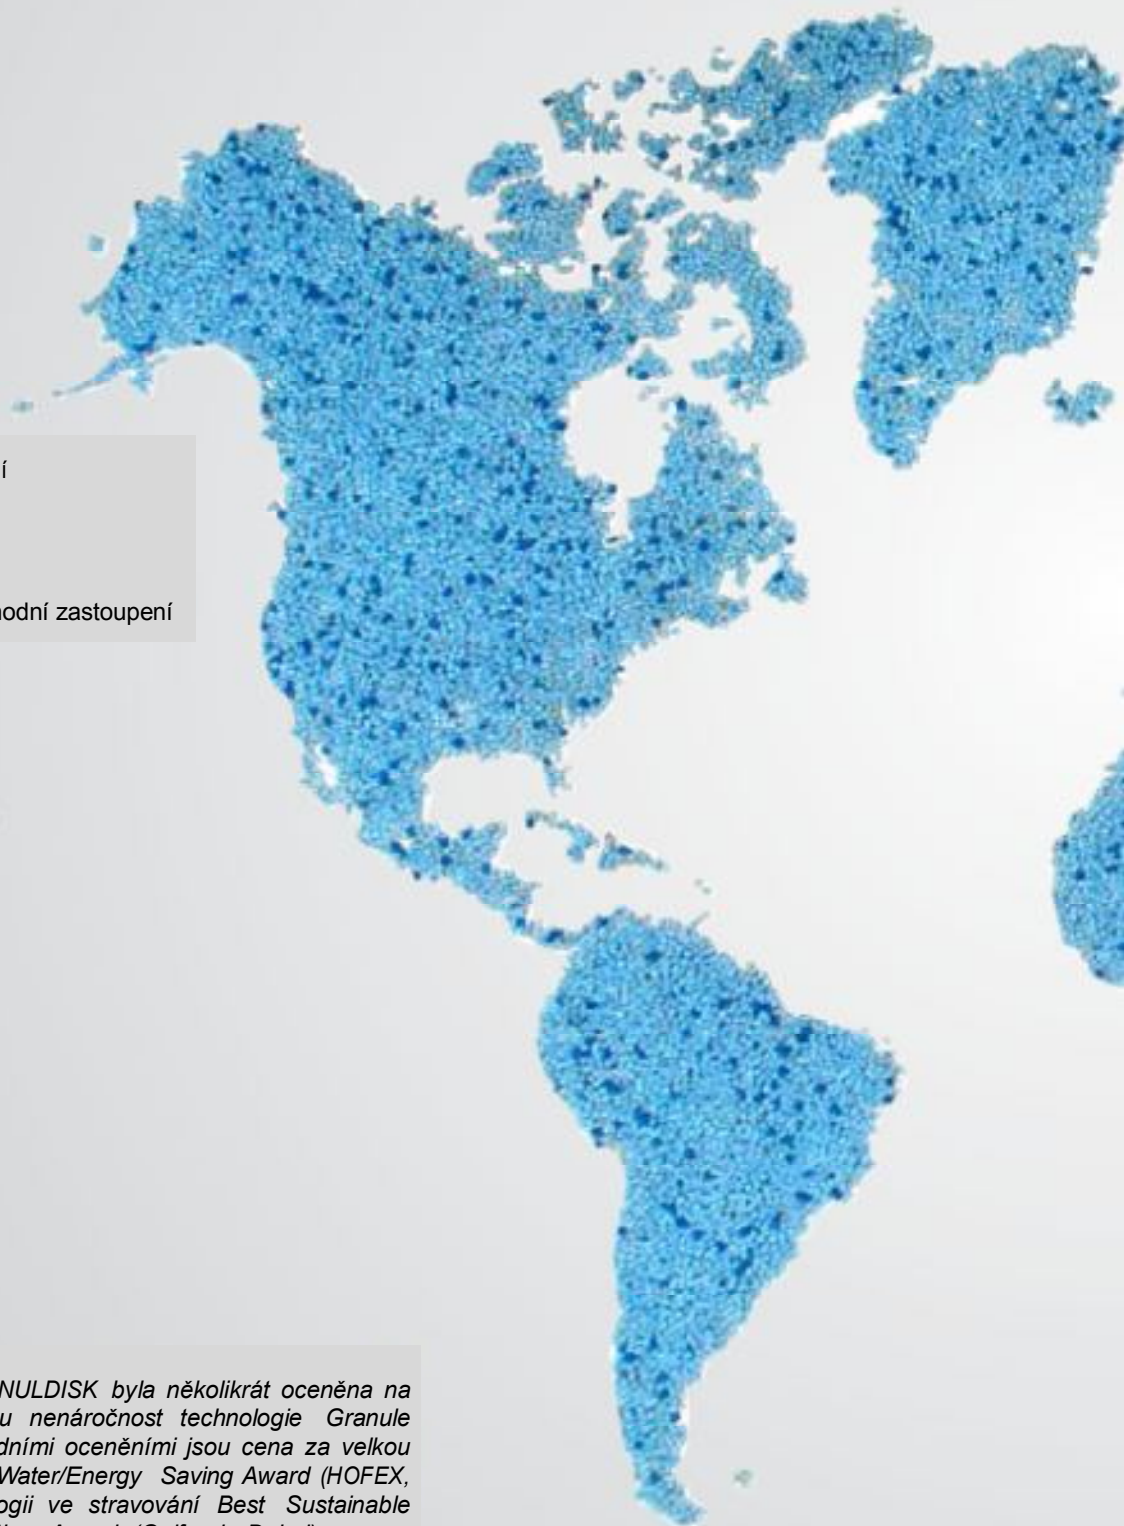 í
odní zastoupení
NULDISK byla několikrát oceněna na
u nenáročnost technologie Granule
dními oceněními jsou cena za velkou
Water/Energy Saving Award (HOFEX,
ogii ve stravování Best Sustainable